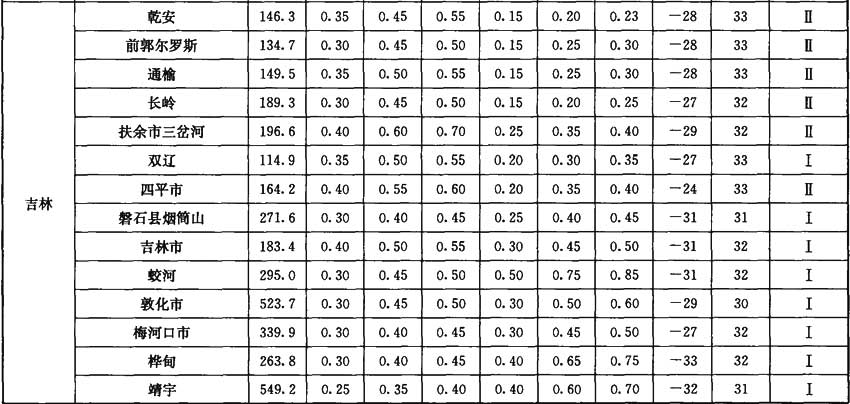 吉林
乾安 146.3 0.35 0.45 0.55 0.15 0.20 0.23 -28 33 Ⅱ
前郭尔罗斯 134.7 0.30 0.45 0.50 0.15 0.25 0.30 -28 33 Ⅱ
通榆 149.5 0.35 0.50 0.55 0.15 0.25 0.30 -28 33 Ⅱ
长岭 189.3 0.30 0.45 0.50 0.15 0.20 0.25 -27 32 Ⅱ
扶余市三岔河 196.6 0.40 0.60 0.70 0.25 0.35 0.40 -29 32 Ⅱ
双辽 114.9 0.35 0.50 0.55 0.20 0.30 0.35 -27 33 Ⅰ
四平市 164.2 0.40 0.55 0.60 0.20 0.35 0.40 -24 33 Ⅱ
磐石县烟筒山 271.6 0.30 0.40 0.45 0.25 0.40 0.45 -31 31 Ⅰ
吉林市 183.4 0.40 0.50 0.55 0.30 0.45 0.50 -31 32 Ⅰ
蛟河 295.0 0.30 0.45 0.50 0.50 0.75 0.85 -31 32 Ⅰ
敦化市 523.7 0.30 0.45 0.50 0.30 0.50 0.60 -29 30 Ⅰ
梅河口市 339.9 0.30 0.40 0.45 0.30 0.45 0.50 -27 32 Ⅰ
桦甸 263.8 0.30 0.40 0.45 0.40 0.65 0.75 -33 32 Ⅰ
靖宇 549.2 0.25 0.35 0.40 0.40 0.60 0.70 -32 31 Ⅰ